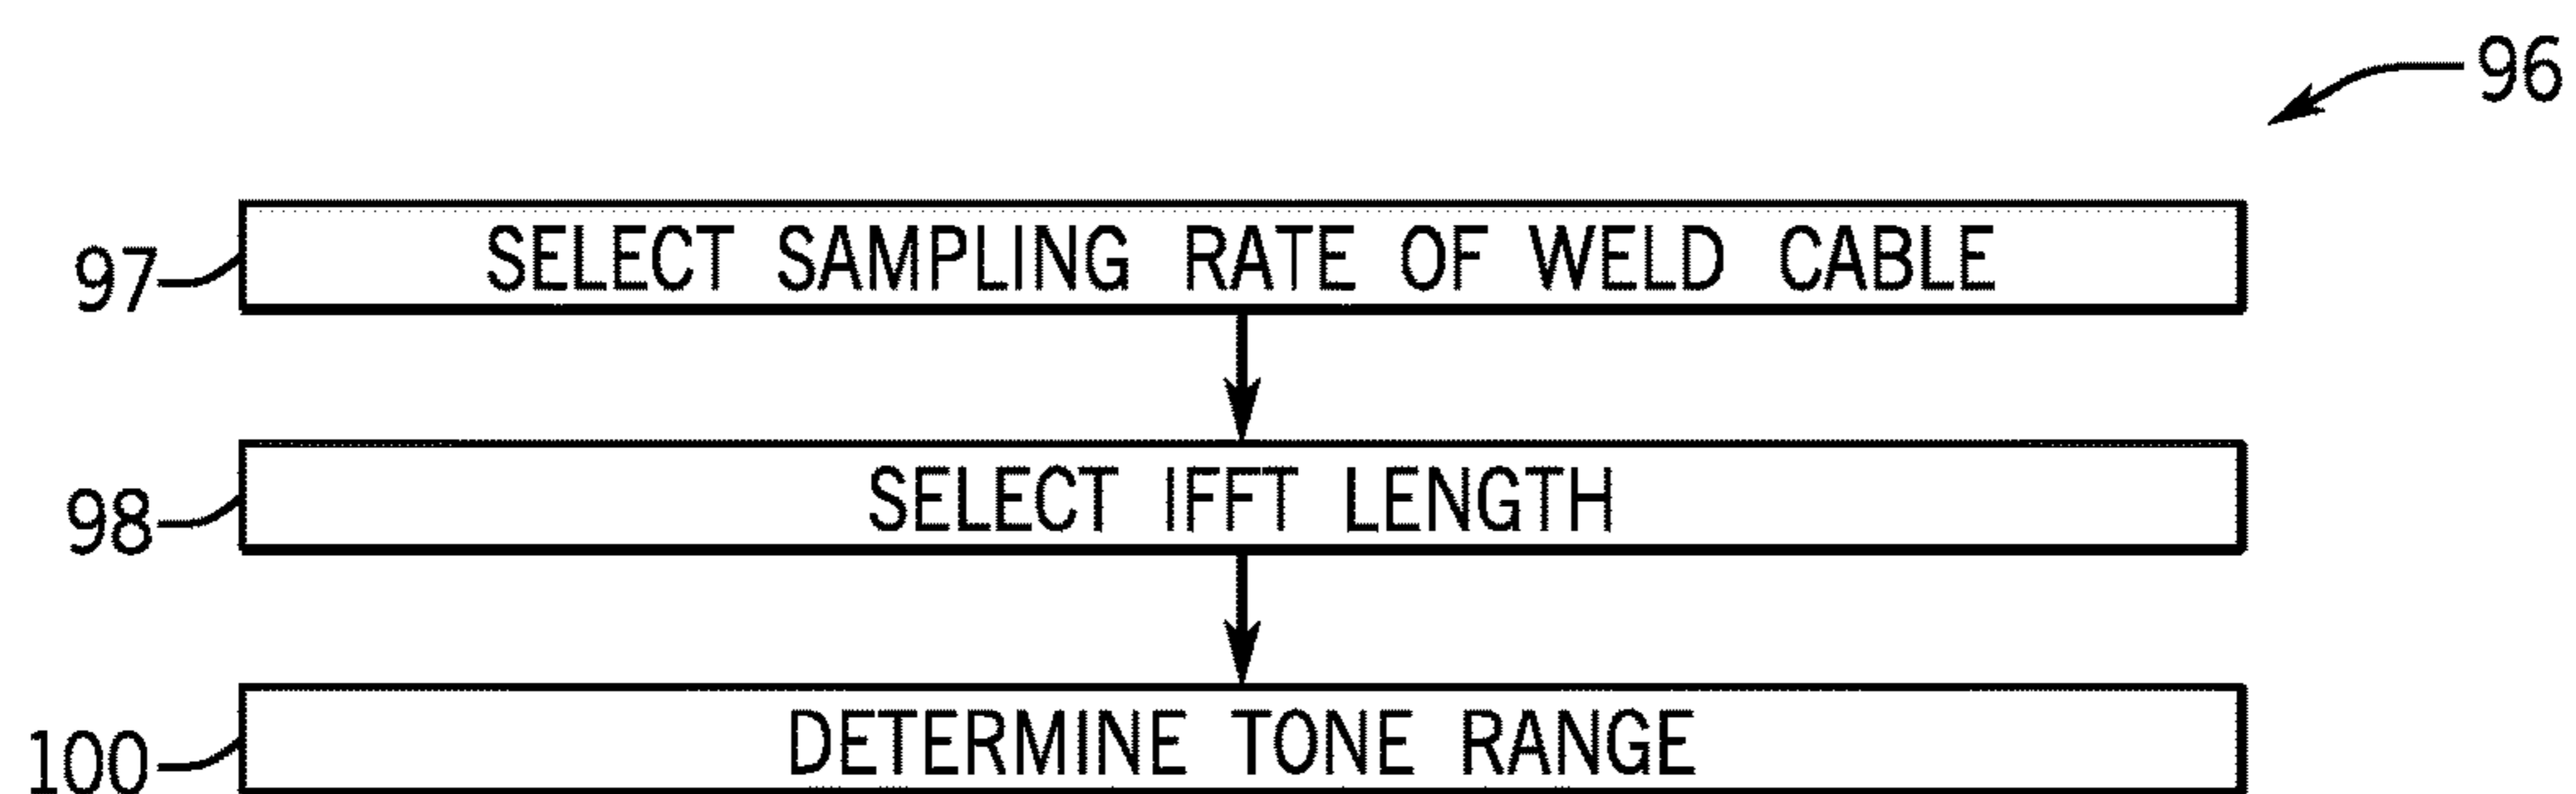 96
97 SELECT SAMPLING RATE OF WELD CABLE
98 SELECT IFFT LENGTH
100 DETERMINE TONE RANGE